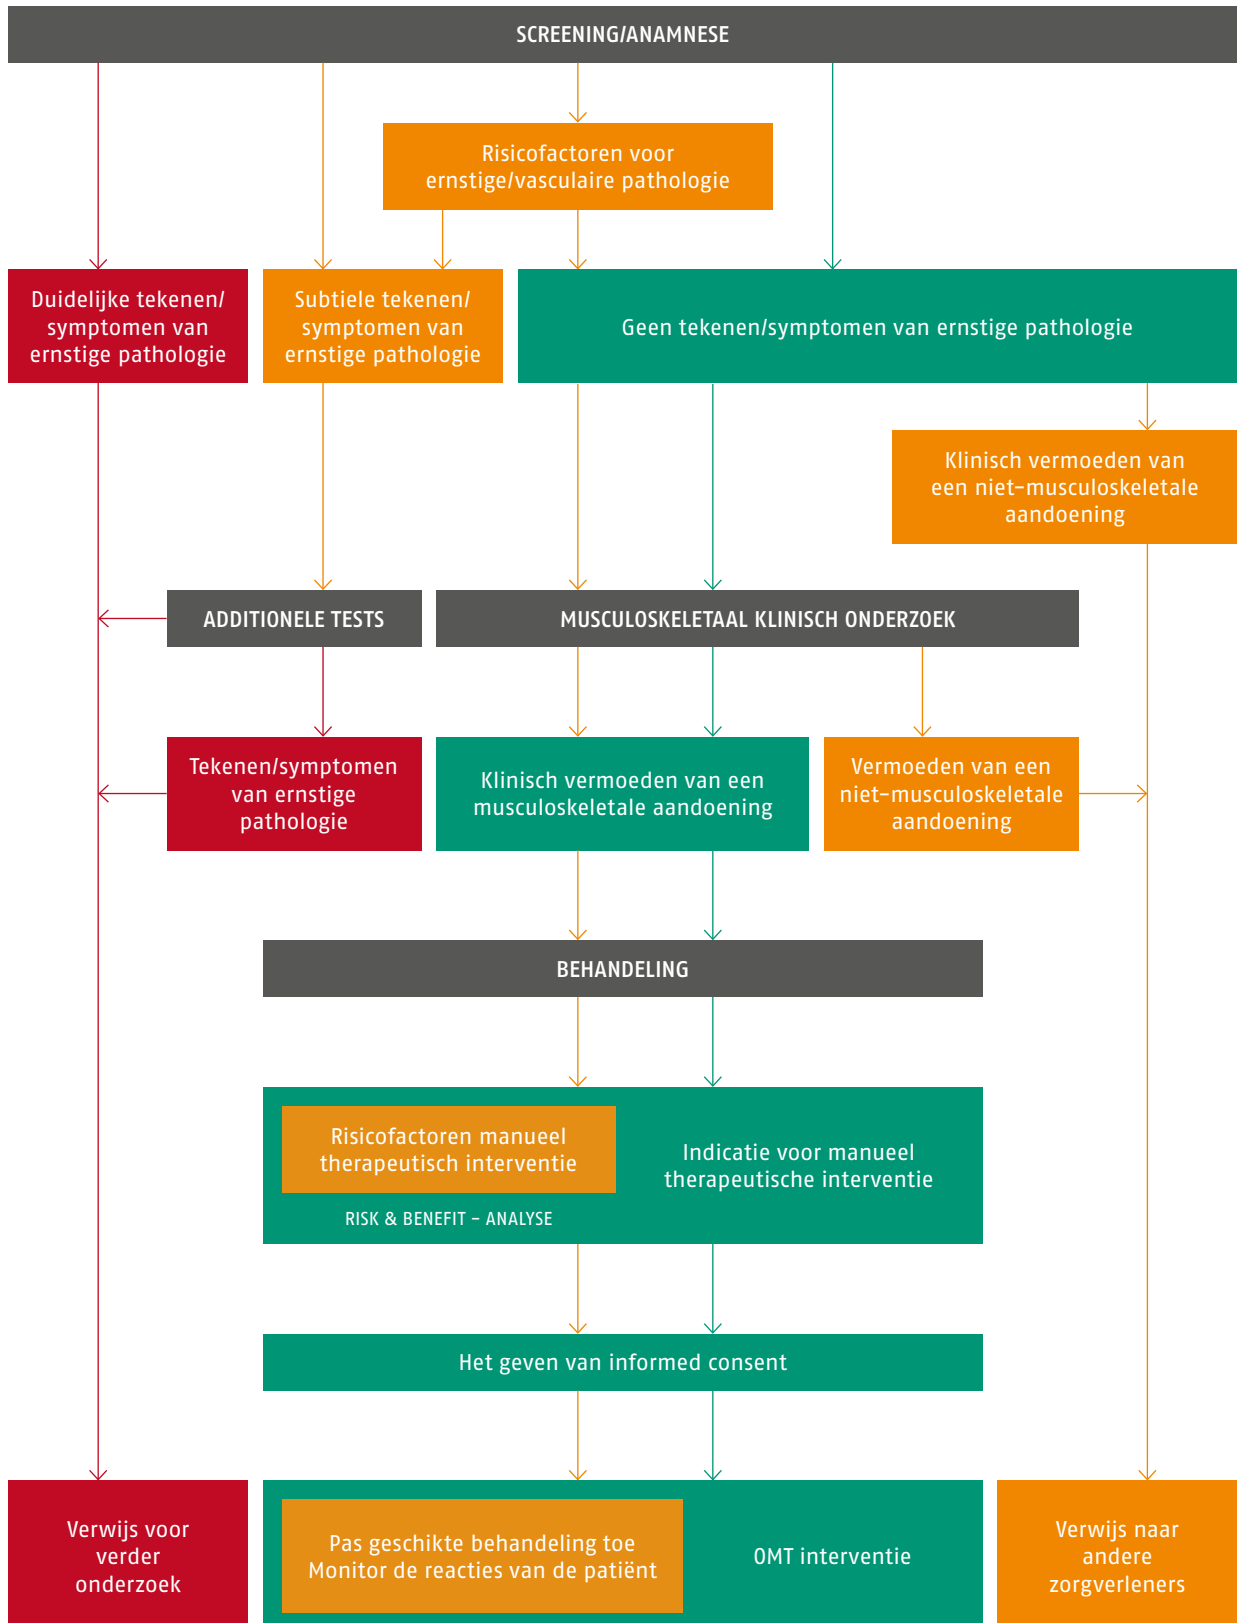 SCREENING/ANAMNESE
Risicofactoren voor
ernstige/vasculaire pathologie
Duidelijke tekenen/
symptomen van
ernstige pathologie
Subtiele tekenen/
symptomen van
ernstige pathologie
Geen tekenen/symptomen van ernstige pathologie
Klinisch vermoeden van
een niet-musculoskeletale
aandoening
ADDITIONELE TESTS
MUSCULOSKELETAAL KLINISCH ONDERZOEK
Tekenen/symptomen
van ernstige
pathologie
Klinisch vermoeden van een
musculoskeletale aandoening
Vermoeden van een
niet-musculoskeletale
aandoening
BEHANDELING
Risicofactoren manueel
therapeutisch interventie
RISK & BENEFIT – ANALYSE
Indicatie voor manueel
therapeutische interventie
Het geven van informed consent
Verwijs voor
verder
onderzoek
Pas geschikte behandeling toe
Monitor de reacties van de patiënt
OMT interventie
Verwijs naar
andere
zorgverleners